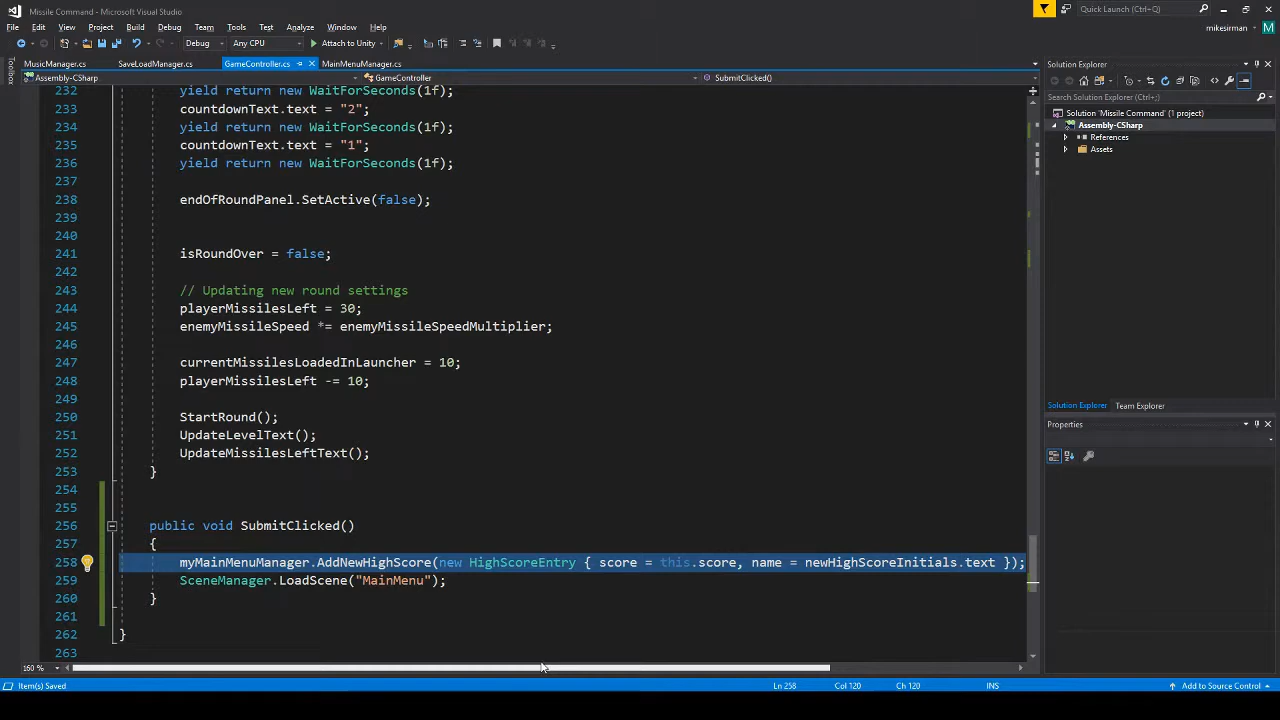 Missile Command - Microsoft Visual Studio
Quick Launch (Ctrl+Q)
File Edit View Project Build Debug Team Tools Test Analyze Window Help
mikesirman M
Debug Any CPU Attach to Unity
MusicManager.cs SaveLoadManager.cs GameController.cs MainMenuManager.cs
Solution Explorer
Toolbox
Assembly-CSharp GameController SubmitClicked()
Search Solution Explorer (Ctrl+;)
Solution 'Missile Command' (1 project)
Assembly-CSharp
References
Assets
232 yield return new WaitForSeconds(1f);
233 countdownText.text = "2";
234 yield return new WaitForSeconds(1f);
235 countdownText.text = "1";
236 yield return new WaitForSeconds(1f);
237
238 endOfRoundPanel.SetActive(false);
239
240
241 isRoundOver = false;
242
243 // Updating new round settings
244 playerMissilesLeft = 30;
245 enemyMissileSpeed *= enemyMissileSpeedMultiplier;
246
247 currentMissilesLoadedInLauncher = 10;
248 playerMissilesLeft -= 10;
249
250 StartRound();
251 UpdateLevelText();
252 UpdateMissilesLeftText();
253 }
254
255
256 public void SubmitClicked()
257 {
258 myMainMenuManager.AddNewHighScore(new HighScoreEntry { score = this.score, name = newHighScoreInitials.text });
259 SceneManager.LoadScene("MainMenu");
260 }
261
262 }
263
Solution Explorer Team Explorer
Properties
160 %
Item(s) Saved Ln 258 Col 120 Ch 120 INS Add to Source Control